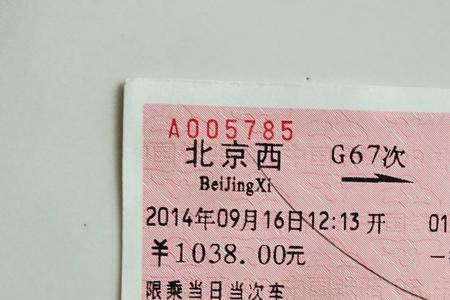 A005785
北京西 G67次
BeiJingXi
2014年09月16日12:13开 01
￥1038.00元
限乘当日当次车